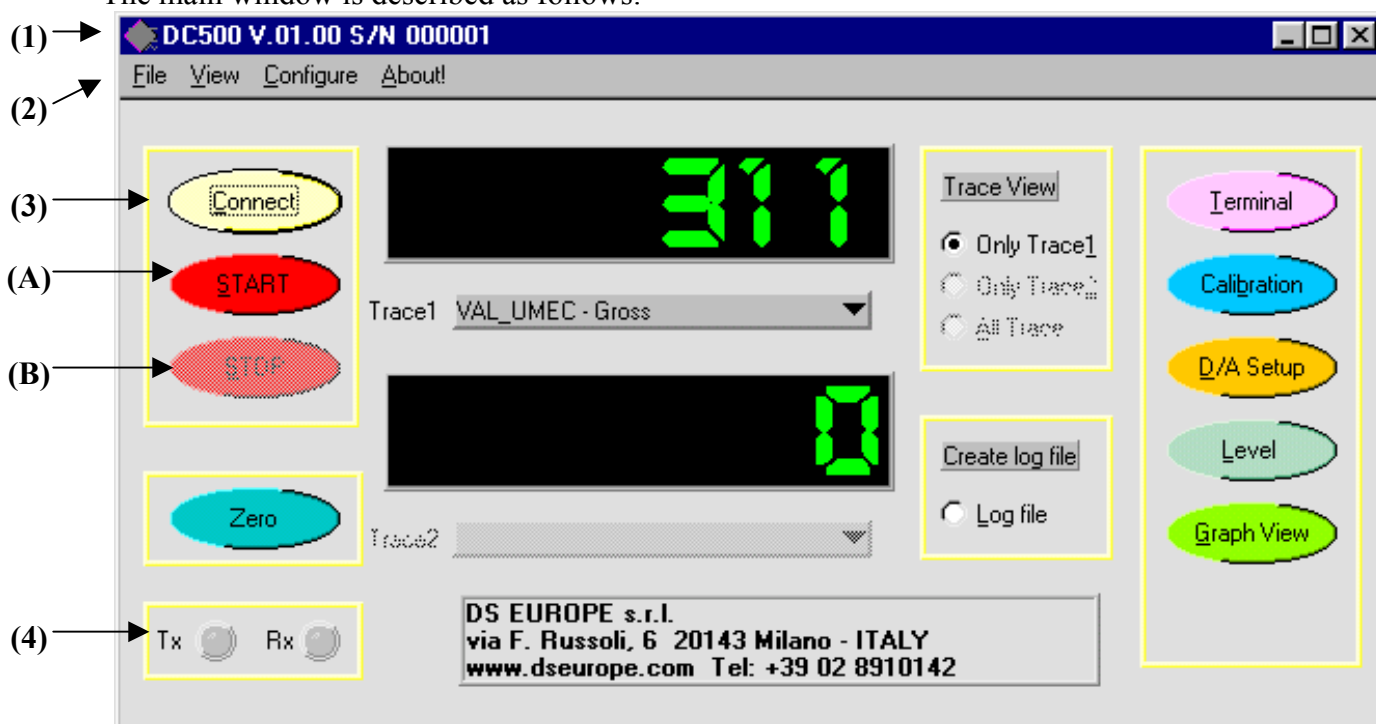 The main window is described as follows:
(1)
DC500 V.01.00 S/N 000001
(2)
File View Configure About!
(3)
Connect
(A)
START
(B)
STOP
Zero
(4)
Tx Rx
311
Trace1 VAL_UMEC - Gross
0
Trace2
Trace View
Only Trace1
Only Trace2
All Trace
Create log file
Log file
Terminal
Calibration
D/A Setup
Level
Graph View
DS EUROPE s.r.l.
via F. Russoli, 6 20143 Milano - ITALY
www.dseurope.com Tel: +39 02 8910142